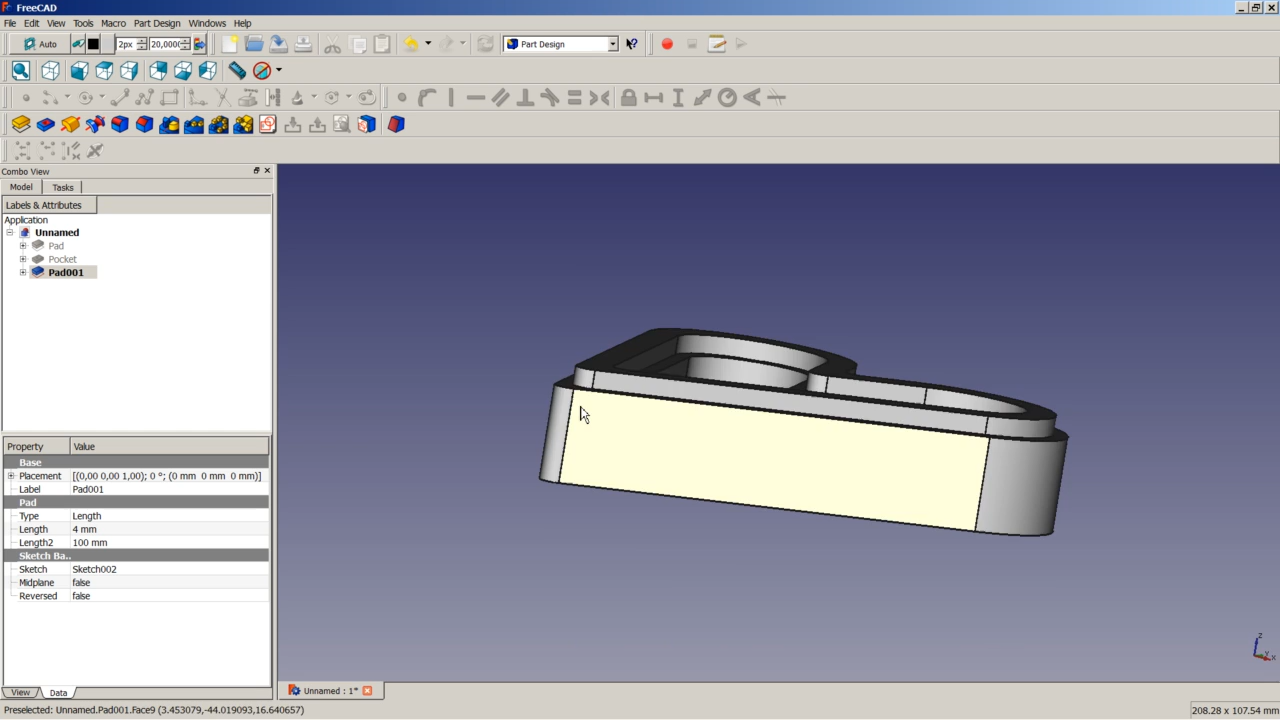 FreeCAD
File Edit View Tools Macro Part Design Windows Help
Auto 2px 20,0000 Part Design
Combo View
Model Tasks
Labels & Attributes
Application
Unnamed
Pad
Pocket
Pad001
Property Value
Base
Placement [(0,00 0,00 1,00); 0 °; (0 mm 0 mm 0 mm)]
Label Pad001
Pad
Type Length
Length 4 mm
Length2 100 mm
Sketch Ba..
Sketch Sketch002
Midplane false
Reversed false
View Data
Unnamed : 1*
Preselected: Unnamed.Pad001.Face9 (3.453079,-44.019093,16.640657)
208.28 x 107.54 mm
z
y x